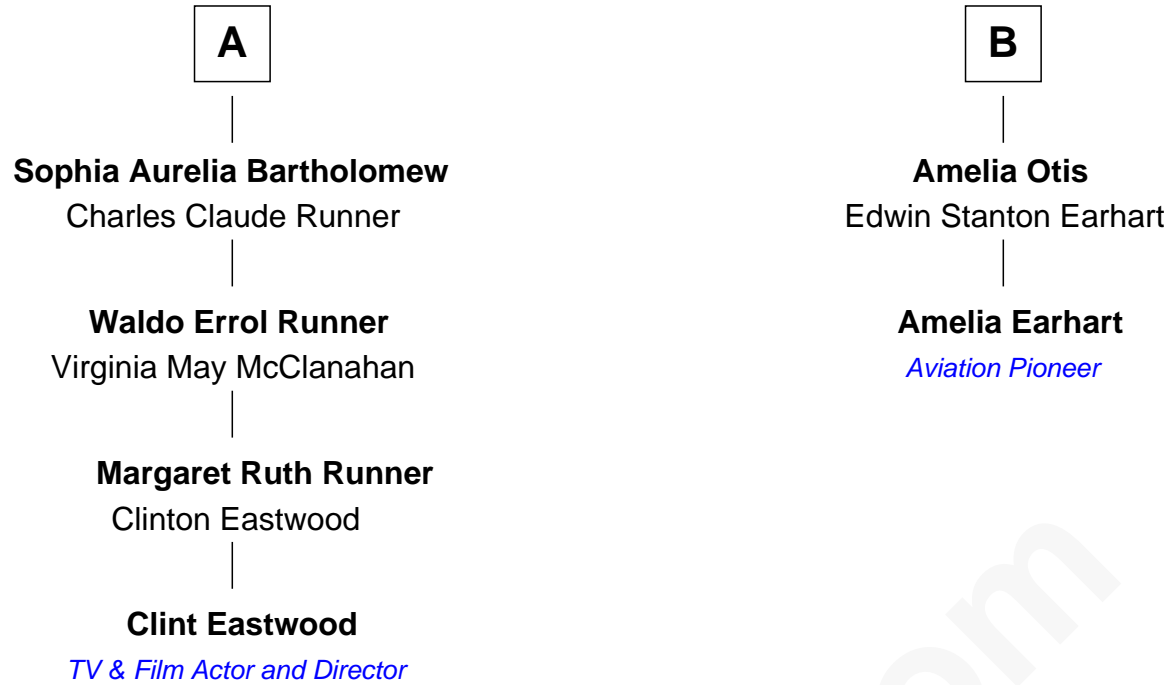 A
Sophia Aurelia Bartholomew
Charles Claude Runner
Waldo Errol Runner
Virginia May McClanahan
Margaret Ruth Runner
Clinton Eastwood
Clint Eastwood
TV & Film Actor and Director
B
Amelia Otis
Edwin Stanton Earhart
Amelia Earhart
Aviation Pioneer
om